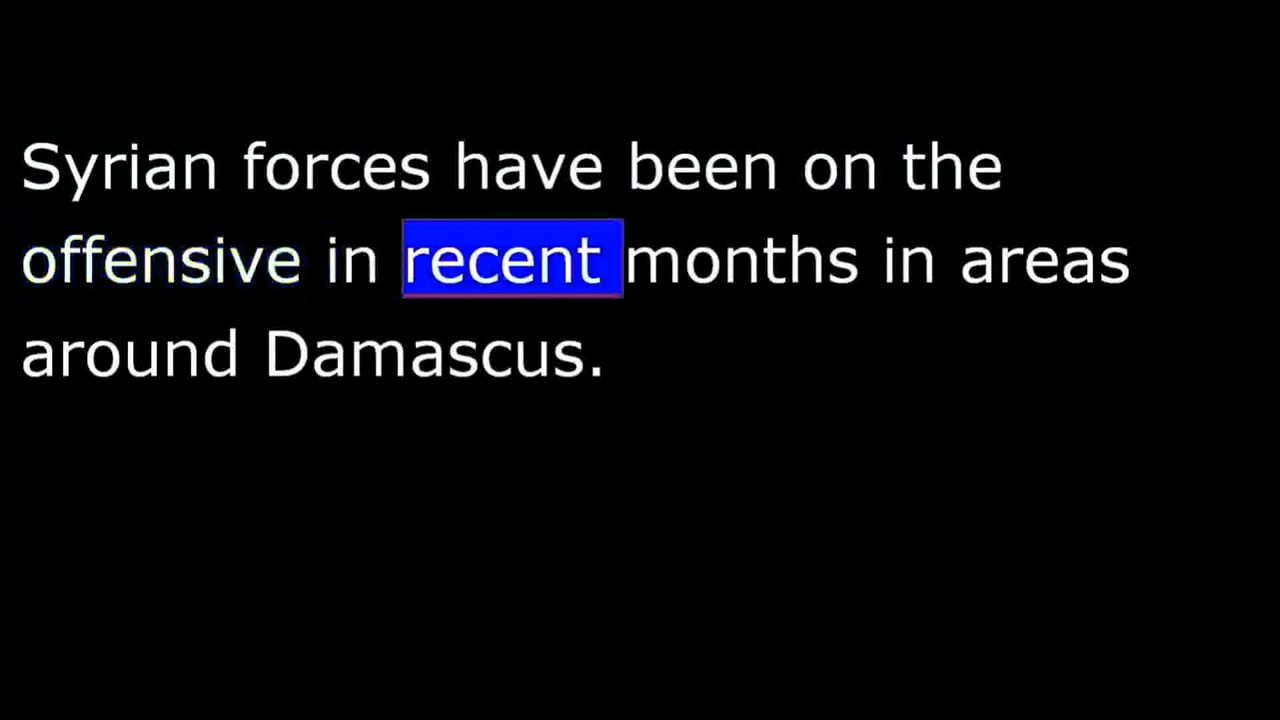 Syrian forces have been on the
offensive in recent months in areas
around Damascus.